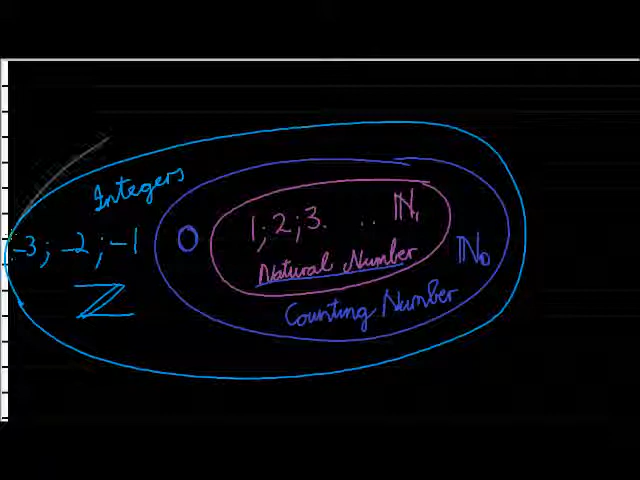 Integers
-3; -2; -1
ℤ
0
1; 2; 3. .. ℕ,
Natural Number
ℕ₀
Counting Number